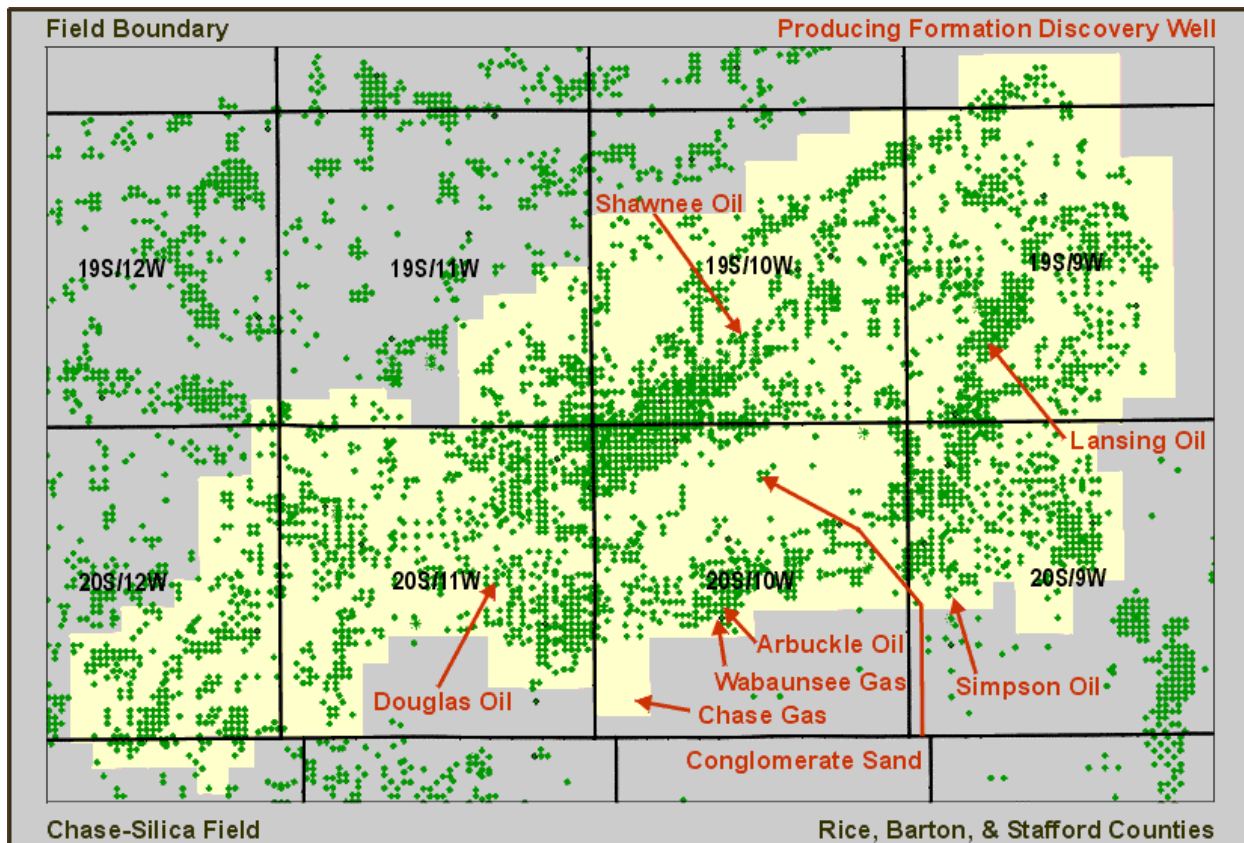 Field Boundary
Producing Formation Discovery Well
Shawnee Oil
19S/12W
19S/11W
19S/10W
19S/9W
Lansing Oil
20S/12W
20S/11W
20S/10W
20S/9W
Arbuckle Oil
Wabaunsee Gas
Simpson Oil
Douglas Oil
Chase Gas
Conglomerate Sand
Chase-Silica Field
Rice, Barton, & Stafford Counties